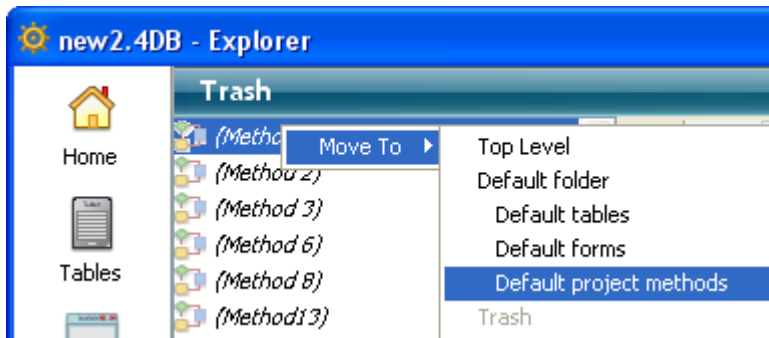 new2.4DB - Explorer
Home
Tables
Trash
(Metho
(Method 2)
(Method 3)
(Method 6)
(Method 8)
(Method13)
Move To
Top Level
Default folder
Default tables
Default forms
Default project methods
Trash